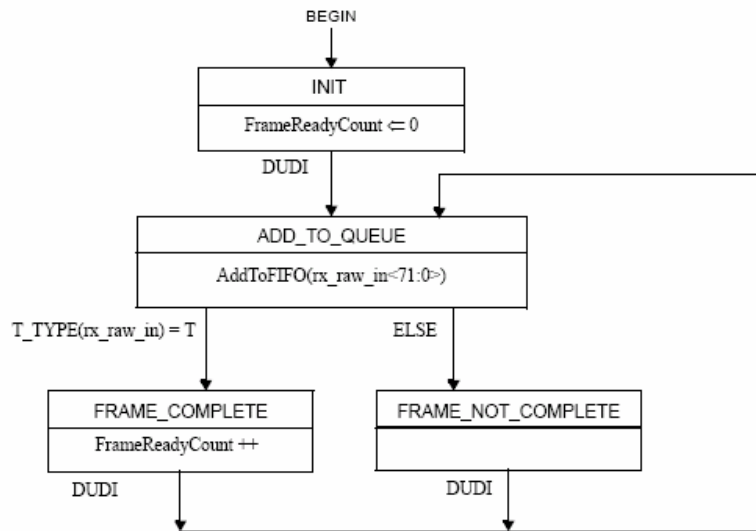 BEGIN
INIT
FrameReadyCount ⇐ 0
DUDI
ADD_TO_QUEUE
AddToFIFO(rx_raw_in<71:0>)
T_TYPE(rx_raw_in) = T
ELSE
FRAME_COMPLETE
FrameReadyCount ++
DUDI
FRAME_NOT_COMPLETE
DUDI